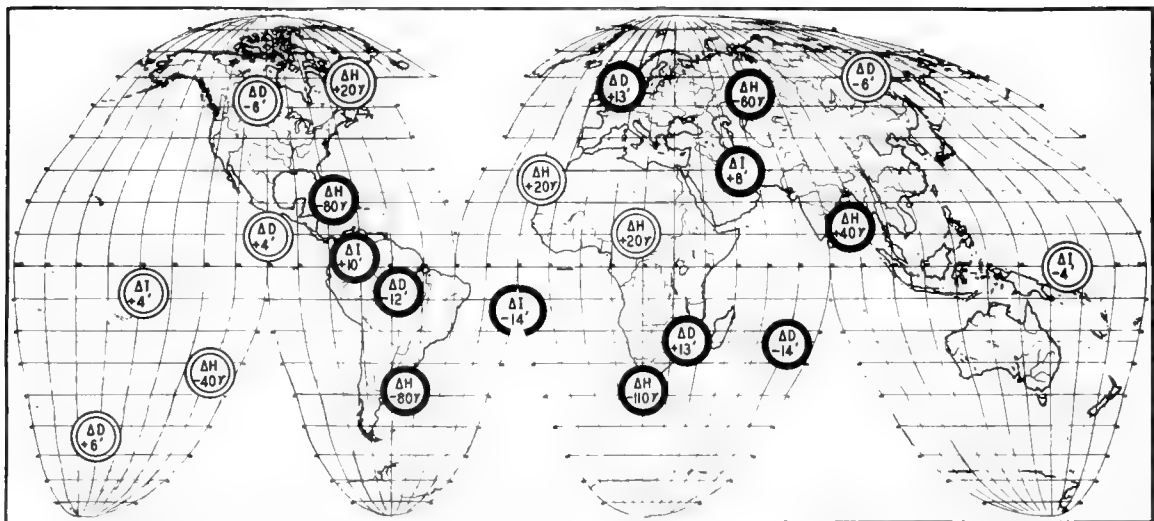 ΔD
-6'
ΔH
+20γ
ΔD
+13'
ΔH
-60γ
ΔD
-6'
ΔH
-80γ
ΔH
+20γ
ΔI
+8'
ΔD
+4'
ΔI
+10'
ΔH
+20γ
ΔH
+40γ
ΔI
+4'
ΔD
-12'
ΔI
-14'
ΔI
-4'
ΔH
-40γ
ΔD
+13'
ΔD
-14'
ΔD
+6'
ΔH
-80γ
ΔH
-110γ